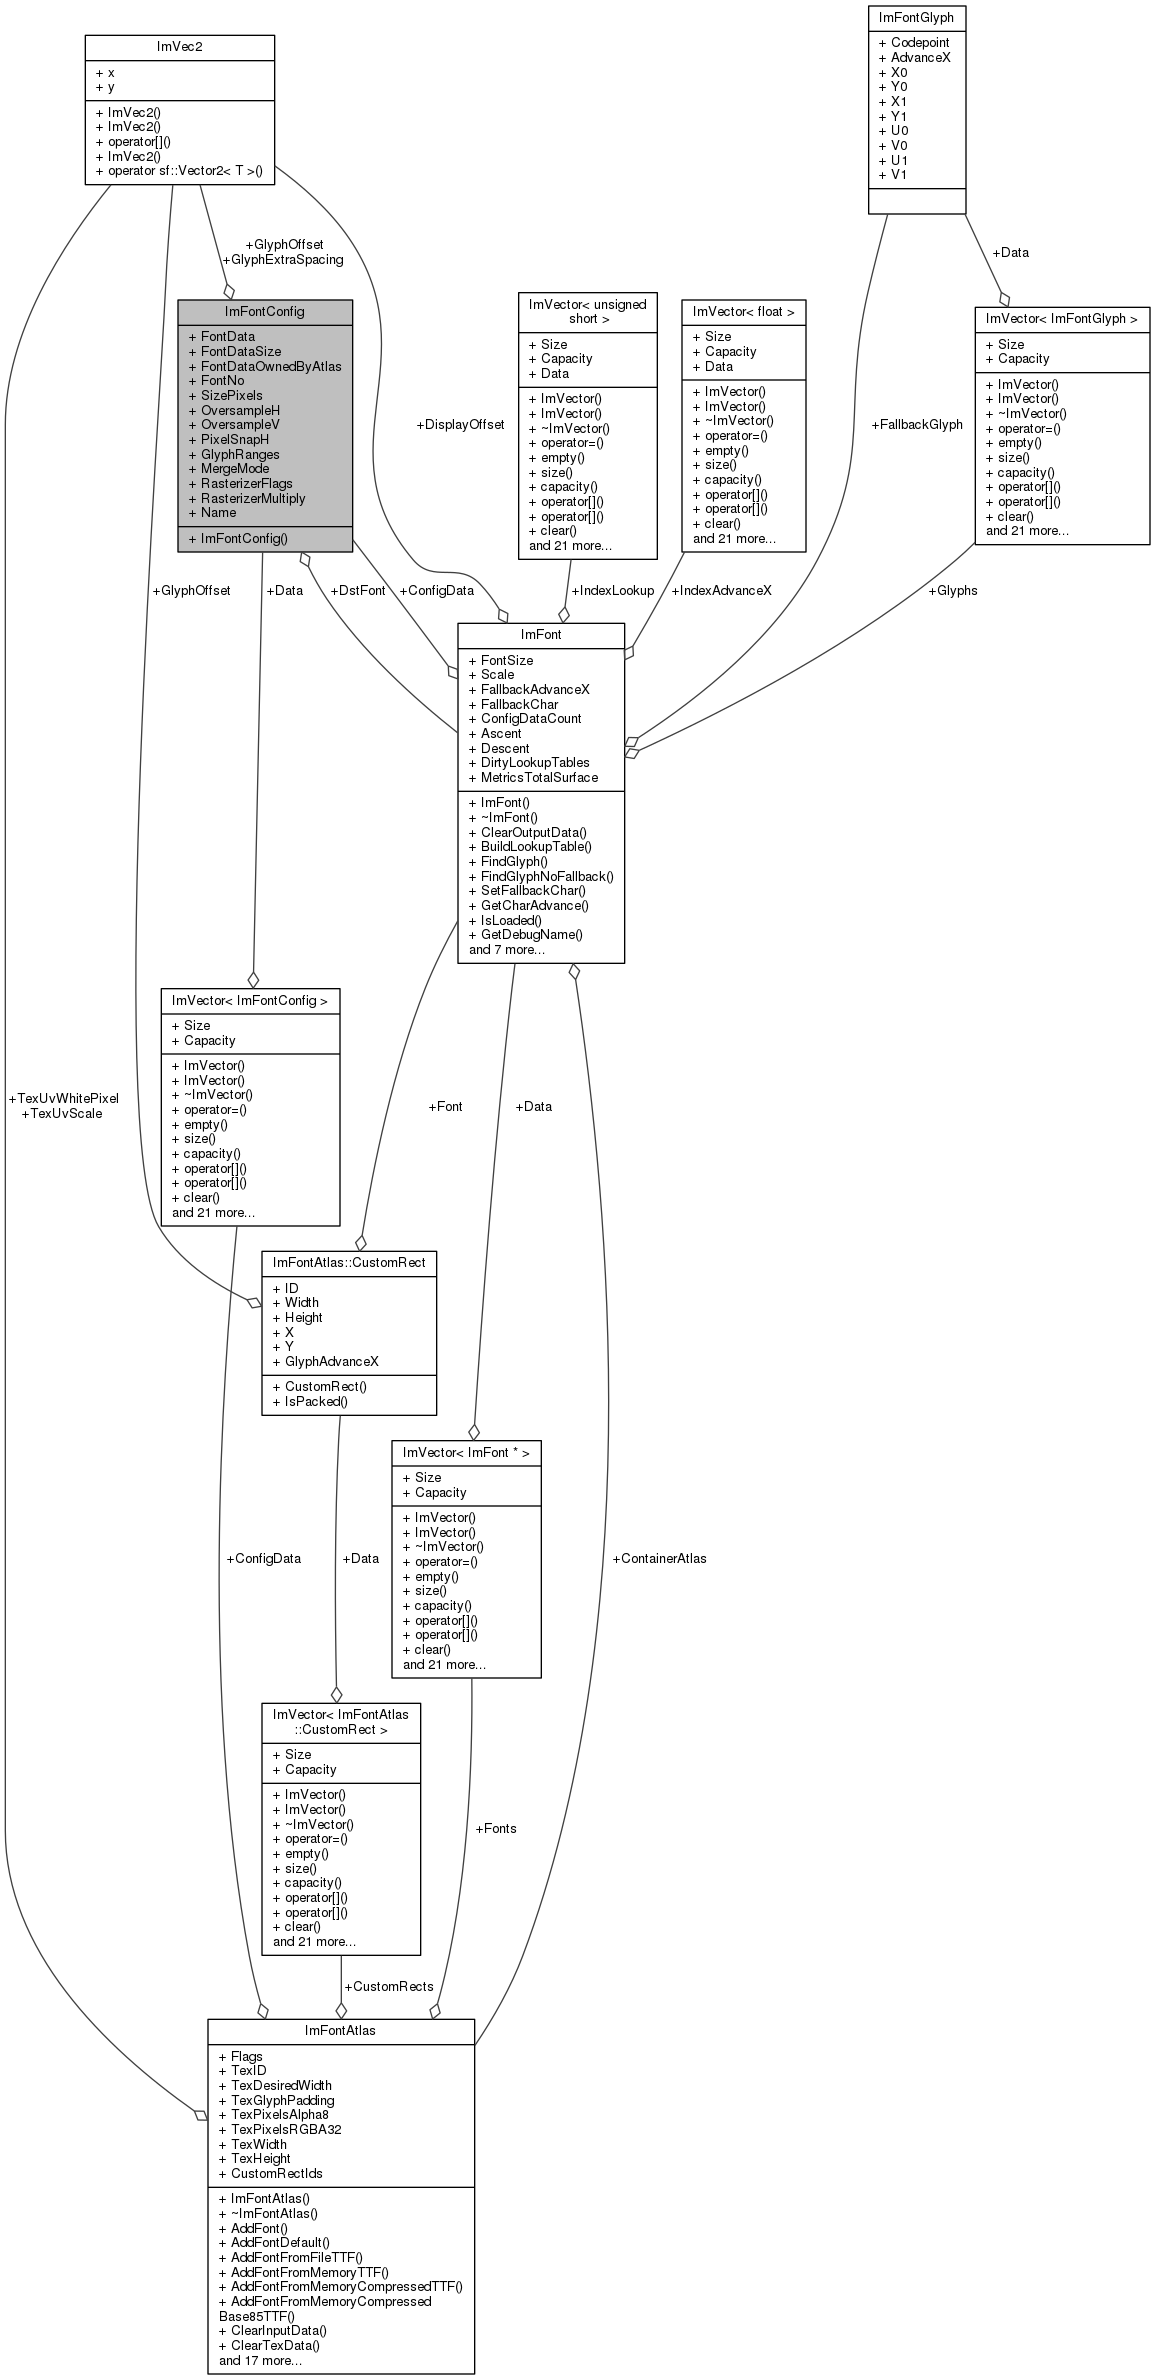 ImVec2
+ x
+ y
+ ImVec2()
+ ImVec2()
+ operator[]()
+ ImVec2()
+ operator sf::Vector2< T >()
ImFontGlyph
+ Codepoint
+ AdvanceX
+ X0
+ Y0
+ X1
+ Y1
+ U0
+ V0
+ U1
+ V1
+GlyphOffset
+GlyphExtraSpacing
+Data
ImFontConfig
+ FontData
+ FontDataSize
+ FontDataOwnedByAtlas
+ FontNo
+ SizePixels
+ OversampleH
+ OversampleV
+ PixelSnapH
+ GlyphRanges
+ MergeMode
+ RasterizerFlags
+ RasterizerMultiply
+ Name
+ ImFontConfig()
+DisplayOffset
ImVector< unsigned
short >
+ Size
+ Capacity
+ Data
+ ImVector()
+ ImVector()
+ ~ImVector()
+ operator=()
+ empty()
+ size()
+ capacity()
+ operator[]()
+ operator[]()
+ clear()
and 21 more...
ImVector< float >
+ Size
+ Capacity
+ Data
+ ImVector()
+ ImVector()
+ ~ImVector()
+ operator=()
+ empty()
+ size()
+ capacity()
+ operator[]()
+ operator[]()
+ clear()
and 21 more...
+FallbackGlyph
ImVector< ImFontGlyph >
+ Size
+ Capacity
+ ImVector()
+ ImVector()
+ ~ImVector()
+ operator=()
+ empty()
+ size()
+ capacity()
+ operator[]()
+ operator[]()
+ clear()
and 21 more...
+GlyphOffset
+Data
+DstFont
+ConfigData
+IndexLookup
+IndexAdvanceX
+Glyphs
ImFont
+ FontSize
+ Scale
+ FallbackAdvanceX
+ FallbackChar
+ ConfigDataCount
+ Ascent
+ Descent
+ DirtyLookupTables
+ MetricsTotalSurface
+ ImFont()
+ ~ImFont()
+ ClearOutputData()
+ BuildLookupTable()
+ FindGlyph()
+ FindGlyphNoFallback()
+ SetFallbackChar()
+ GetCharAdvance()
+ IsLoaded()
+ GetDebugName()
and 7 more...
+TexUvWhitePixel
+TexUvScale
ImVector< ImFontConfig >
+ Size
+ Capacity
+ ImVector()
+ ImVector()
+ ~ImVector()
+ operator=()
+ empty()
+ size()
+ capacity()
+ operator[]()
+ operator[]()
+ clear()
and 21 more...
+Font
+Data
ImFontAtlas::CustomRect
+ ID
+ Width
+ Height
+ X
+ Y
+ GlyphAdvanceX
+ CustomRect()
+ IsPacked()
ImVector< ImFont * >
+ Size
+ Capacity
+ ImVector()
+ ImVector()
+ ~ImVector()
+ operator=()
+ empty()
+ size()
+ capacity()
+ operator[]()
+ operator[]()
+ clear()
and 21 more...
+ConfigData
+Data
+ContainerAtlas
ImVector< ImFontAtlas
::CustomRect >
+ Size
+ Capacity
+ ImVector()
+ ImVector()
+ ~ImVector()
+ operator=()
+ empty()
+ size()
+ capacity()
+ operator[]()
+ operator[]()
+ clear()
and 21 more...
+Fonts
+CustomRects
ImFontAtlas
+ Flags
+ TexID
+ TexDesiredWidth
+ TexGlyphPadding
+ TexPixelsAlpha8
+ TexPixelsRGBA32
+ TexWidth
+ TexHeight
+ CustomRectIds
+ ImFontAtlas()
+ ~ImFontAtlas()
+ AddFont()
+ AddFontDefault()
+ AddFontFromFileTTF()
+ AddFontFromMemoryTTF()
+ AddFontFromMemoryCompressedTTF()
+ AddFontFromMemoryCompressed
Base85TTF()
+ ClearInputData()
+ ClearTexData()
and 17 more...